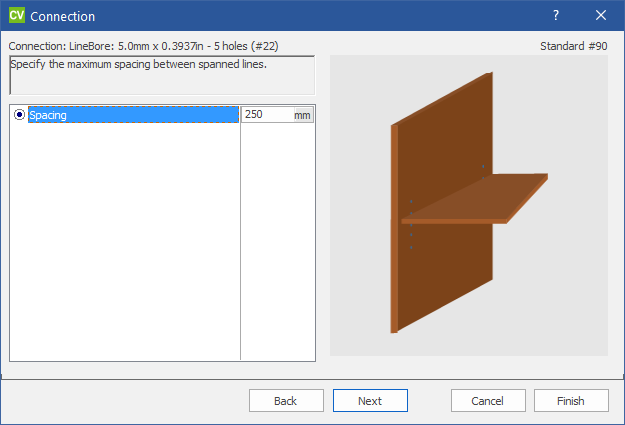 CV Connection ?
Connection: LineBore: 5.0mm x 0.3937in - 5 holes (#22) Standard #90
Specify the maximum spacing between spanned lines.
Spacing 250 mm
Back Next Cancel Finish